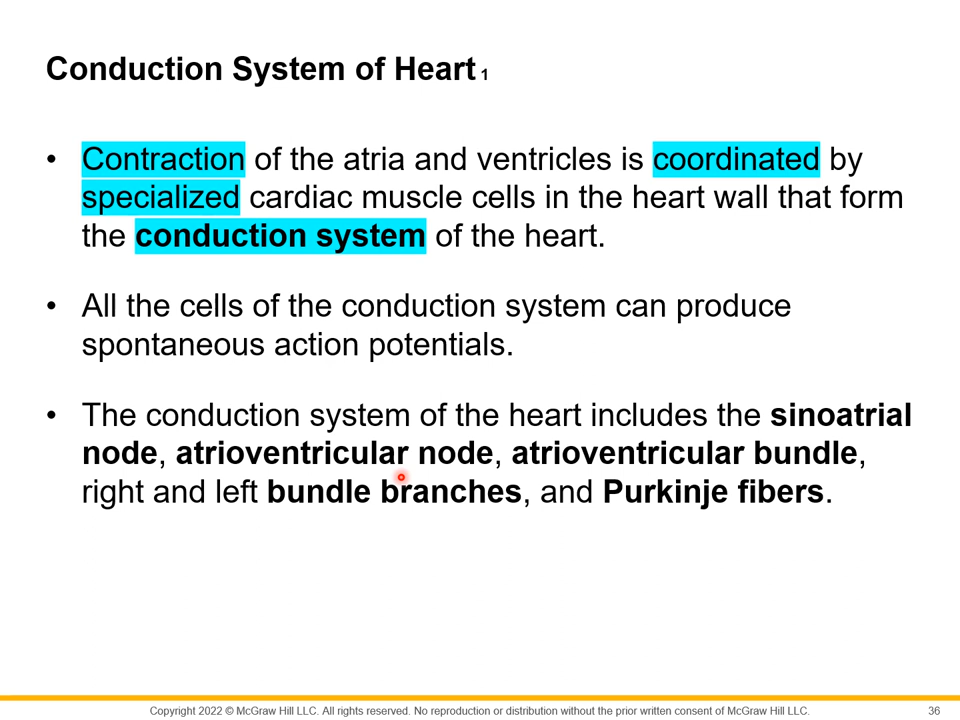 Conduction System of Heart 1
• Contraction of the atria and ventricles is coordinated by
specialized cardiac muscle cells in the heart wall that form
the conduction system of the heart.
• All the cells of the conduction system can produce
spontaneous action potentials.
• The conduction system of the heart includes the sinoatrial
node, atrioventricular node, atrioventricular bundle,
right and left bundle branches, and Purkinje fibers.
Copyright 2022 © McGraw Hill LLC. All rights reserved. No reproduction or distribution without the prior written consent of McGraw Hill LLC. 36